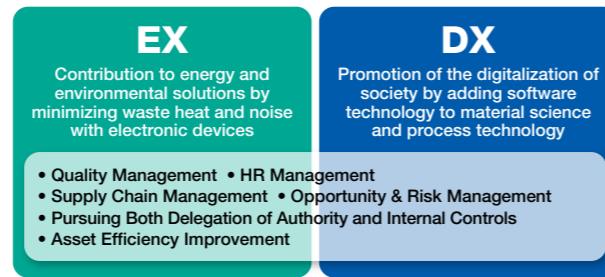 EX
Contribution to energy and
environmental solutions by
minimizing waste heat and noise
with electronic devices
DX
Promotion of the digitalization of
society by adding software
technology to material science
and process technology
• Quality Management • HR Management
• Supply Chain Management • Opportunity & Risk Management
• Pursuing Both Delegation of Authority and Internal Controls
• Asset Efficiency Improvement